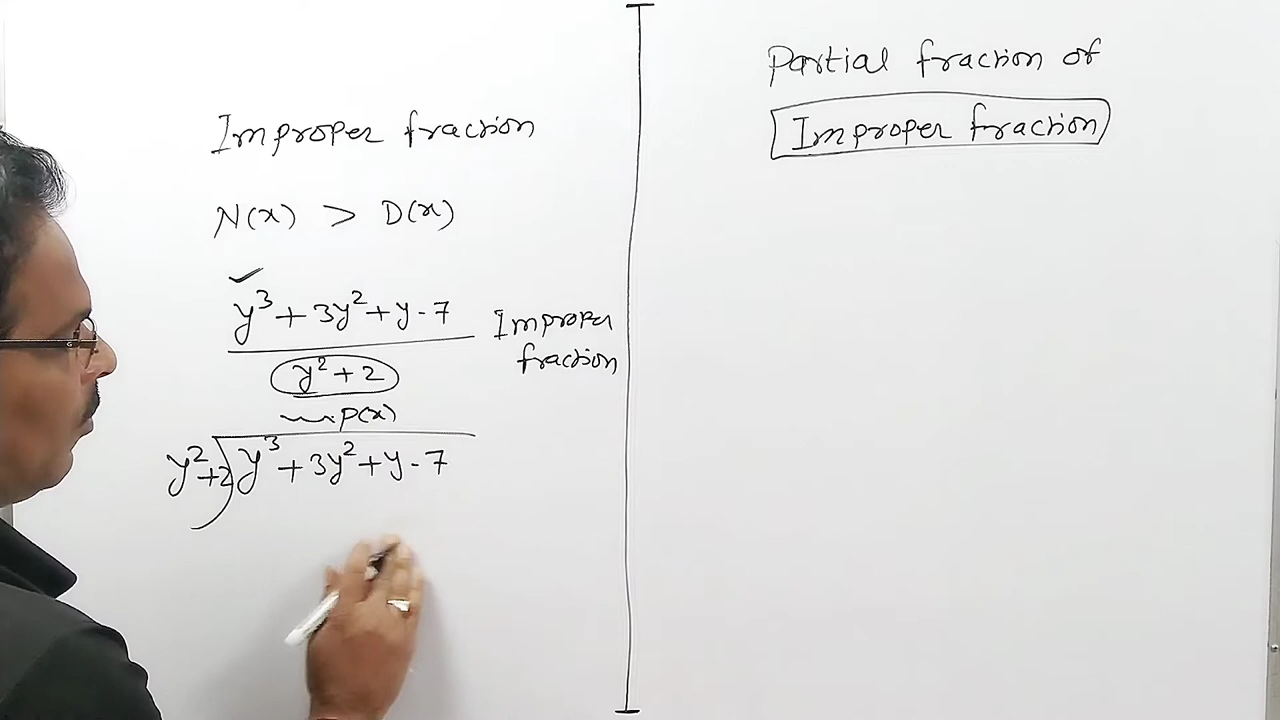 Improper fraction
N(x) > D(x)
y³ + 3y² + y - 7
y² + 2
Improper
fraction
P(x)
y² + 2 ) y³ + 3y² + y - 7
Partial fraction of
Improper fraction